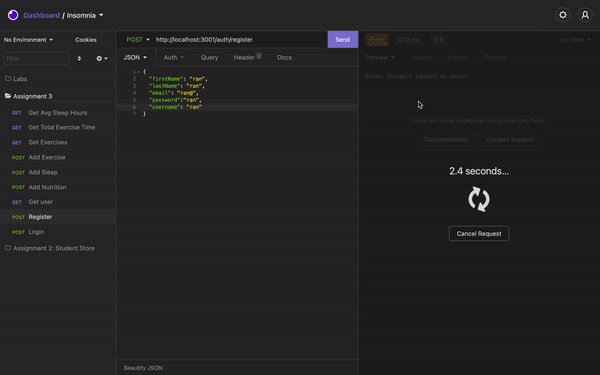 Dashboard / Insomnia
No Environment Cookies
Filter
Labs
Assignment 3
GET Get Avg Sleep Hours
GET Get Total Exercise Time
GET Get Exercises
POST Add Exercise
POST Add Sleep
POST Add Nutrition
GET Get user
POST Register
POST Login
Assignment 2: Student Store
POST http://localhost:3001/auth/register Send
JSON Auth Query Header 2 Docs
1 {
2 "firstName": "ran",
3 "lastName": "ran",
4 "email": "ran@",
5 "password":"ran",
6 "username": "ran"
7 }
Beautify JSON
Error 3.12 ms 0 B Just Now
Preview Header Cookie Timeline
Error: Couldn't connect to server
Here are some additional things that may help.
Documentation Contact Support
2.4 seconds...
Cancel Request